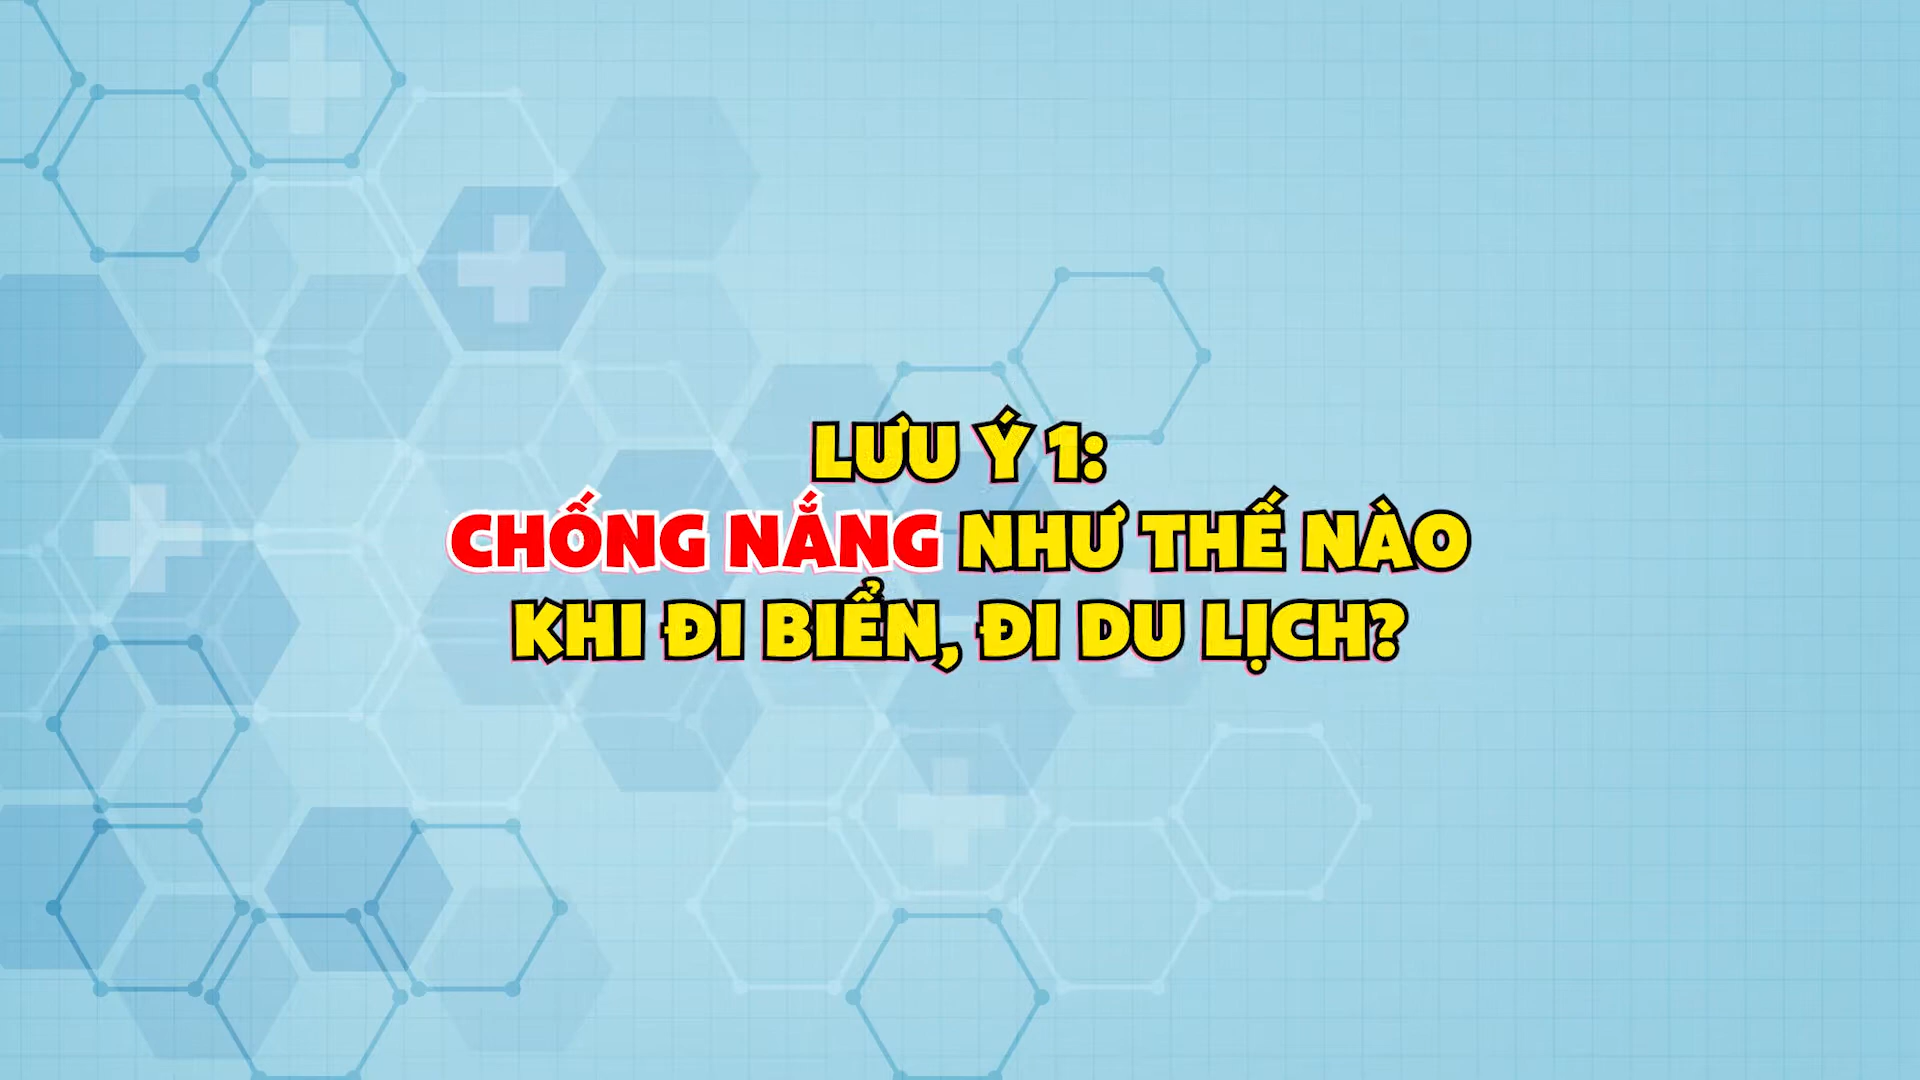 LƯU Ý 1:
CHỐNG NẮNG NHƯ THẾ NÀO
KHI ĐI BIỂN, ĐI DU LỊCH?